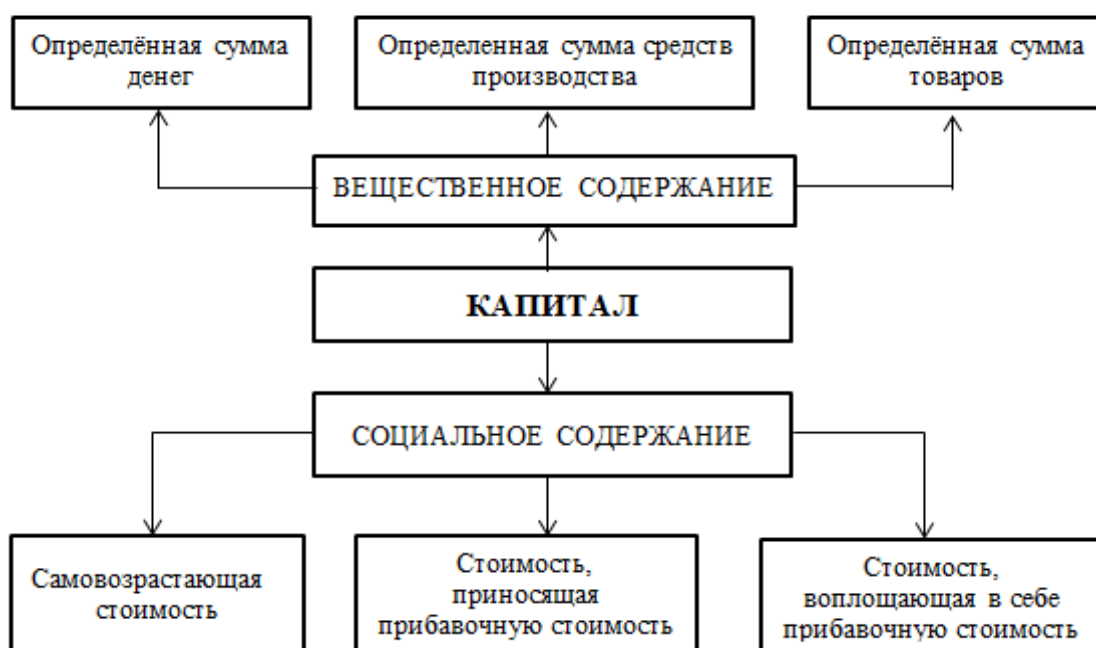 Определённая сумма
денег
Определенная сумма средств
производства
Определённая сумма
товаров
ВЕЩЕСТВЕННОЕ СОДЕРЖАНИЕ
КАПИТАЛ
СОЦИАЛЬНОЕ СОДЕРЖАНИЕ
Самовозрастающая
стоимость
Стоимость,
приносящая
прибавочную стоимость
Стоимость,
воплощающая в себе
прибавочную стоимость